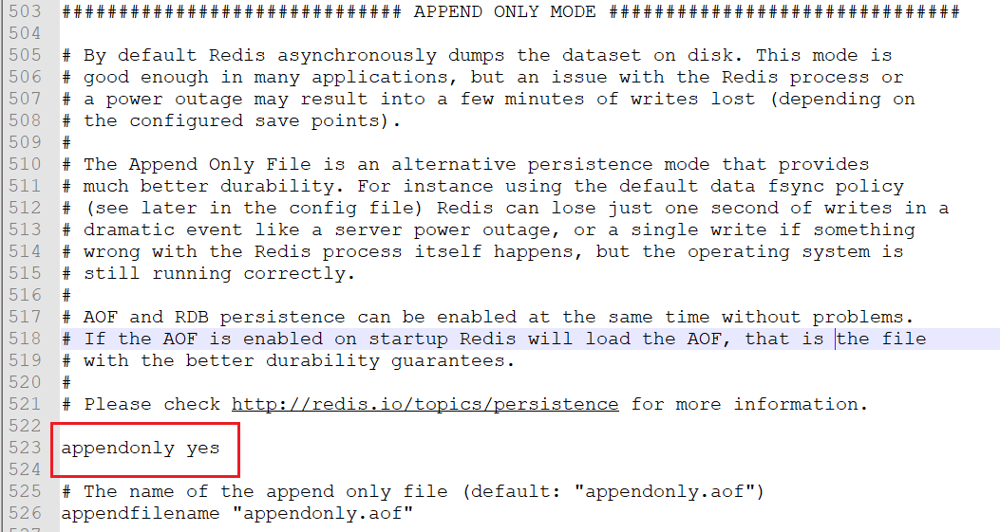 503 ############################## APPEND ONLY MODE ###############################
504
505 # By default Redis asynchronously dumps the dataset on disk. This mode is
506 # good enough in many applications, but an issue with the Redis process or
507 # a power outage may result into a few minutes of writes lost (depending on
508 # the configured save points).
509 #
510 # The Append Only File is an alternative persistence mode that provides
511 # much better durability. For instance using the default data fsync policy
512 # (see later in the config file) Redis can lose just one second of writes in a
513 # dramatic event like a server power outage, or a single write if something
514 # wrong with the Redis process itself happens, but the operating system is
515 # still running correctly.
516 #
517 # AOF and RDB persistence can be enabled at the same time without problems.
518 # If the AOF is enabled on startup Redis will load the AOF, that is the file
519 # with the better durability guarantees.
520 #
521 # Please check http://redis.io/topics/persistence for more information.
522
523 appendonly yes
524
525 # The name of the append only file (default: "appendonly.aof")
526 appendfilename "appendonly.aof"